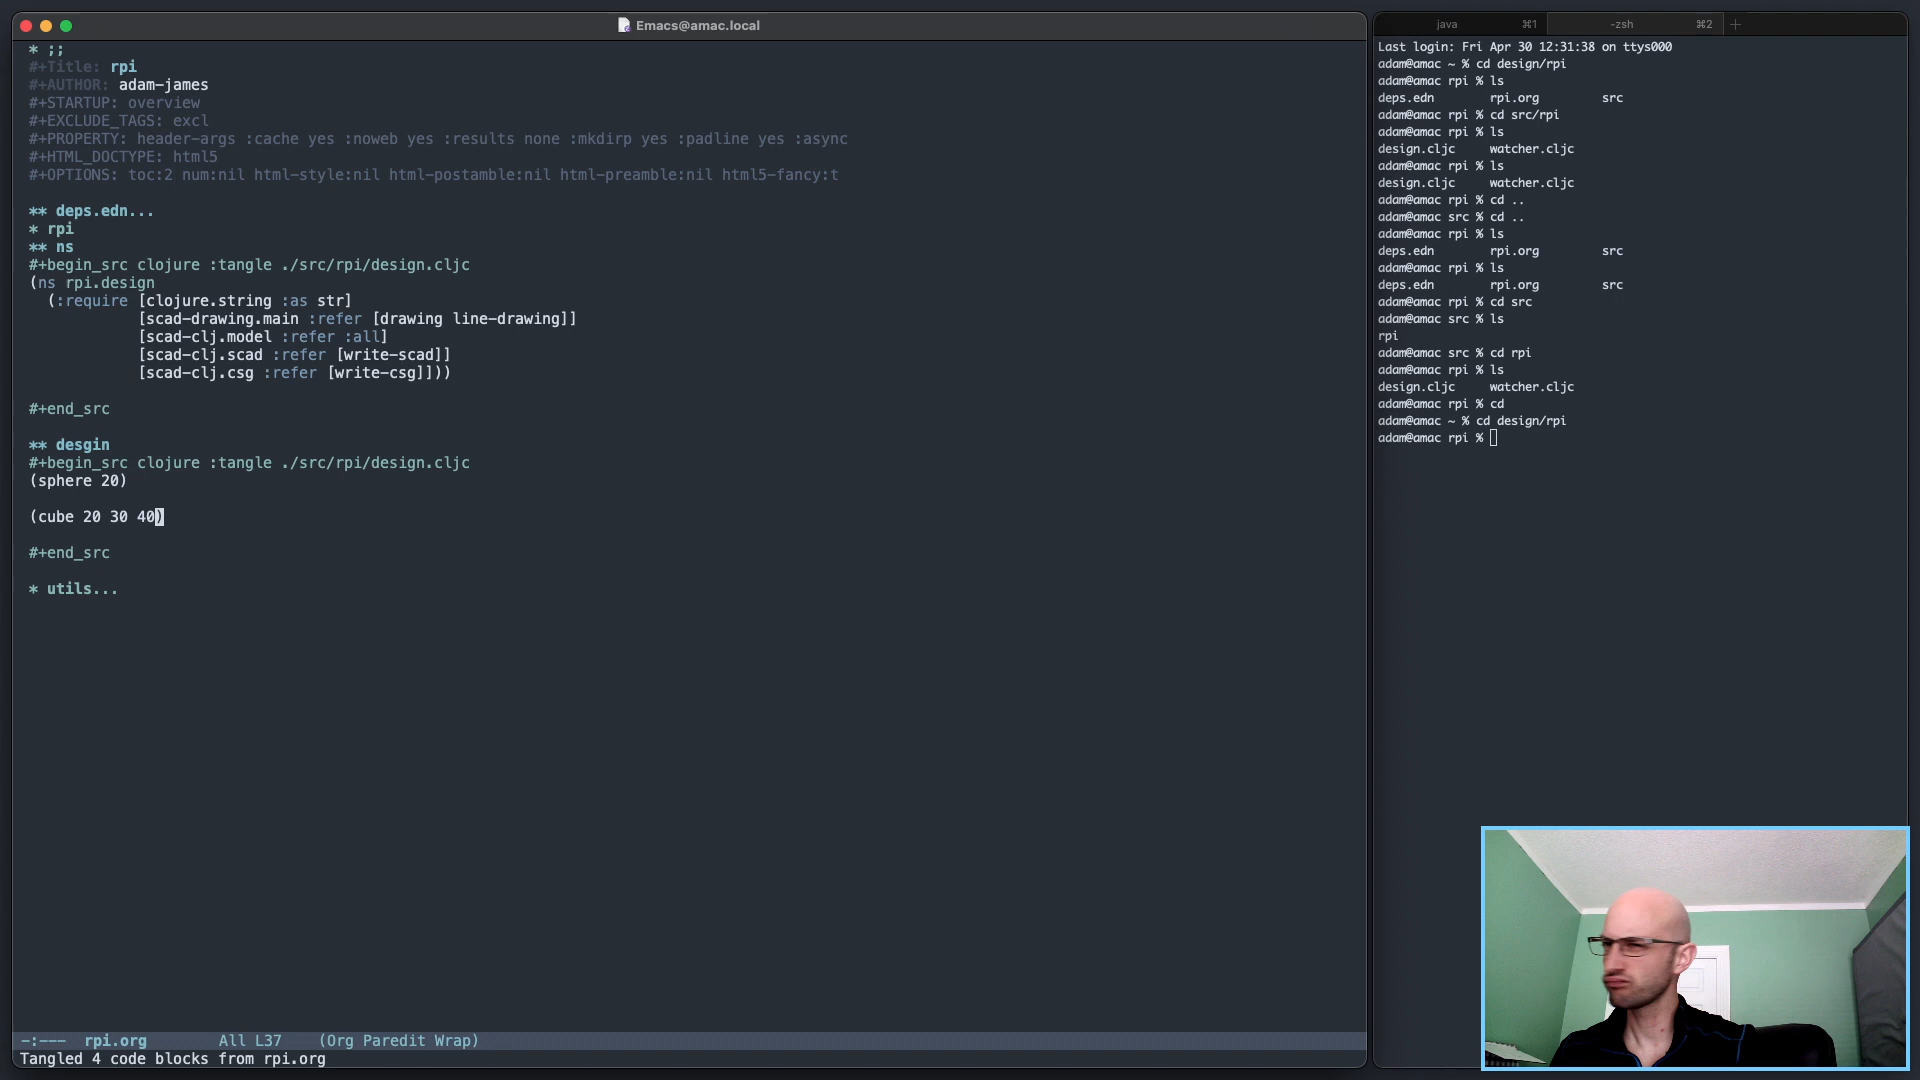 Emacs@amac.local
* ;;
#+Title: rpi
#+AUTHOR: adam-james
#+STARTUP: overview
#+EXCLUDE_TAGS: excl
#+PROPERTY: header-args :cache yes :noweb yes :results none :mkdirp yes :padline yes :async
#+HTML_DOCTYPE: html5
#+OPTIONS: toc:2 num:nil html-style:nil html-postamble:nil html-preamble:nil html5-fancy:t
** deps.edn...
* rpi
** ns
#+begin_src clojure :tangle ./src/rpi/design.cljc
(ns rpi.design
(:require [clojure.string :as str]
[scad-drawing.main :refer [drawing line-drawing]]
[scad-clj.model :refer :all]
[scad-clj.scad :refer [write-scad]]
[scad-clj.csg :refer [write-csg]]))
#+end_src
** desgin
#+begin_src clojure :tangle ./src/rpi/design.cljc
(sphere 20)
(cube 20 30 40)
#+end_src
* utils...
-:--- rpi.org All L37 (Org Paredit Wrap)
Tangled 4 code blocks from rpi.org
java ⌘1 -zsh ⌘2 +
Last login: Fri Apr 30 12:31:38 on ttys000
adam@amac ~ % cd design/rpi
adam@amac rpi % ls
deps.edn rpi.org src
adam@amac rpi % cd src/rpi
adam@amac rpi % ls
design.cljc watcher.cljc
adam@amac rpi % ls
design.cljc watcher.cljc
adam@amac rpi % cd ..
adam@amac src % cd ..
adam@amac rpi % ls
deps.edn rpi.org src
adam@amac rpi % ls
deps.edn rpi.org src
adam@amac rpi % cd src
adam@amac src % ls
rpi
adam@amac src % cd rpi
adam@amac rpi % ls
design.cljc watcher.cljc
adam@amac rpi % cd
adam@amac ~ % cd design/rpi
adam@amac rpi %